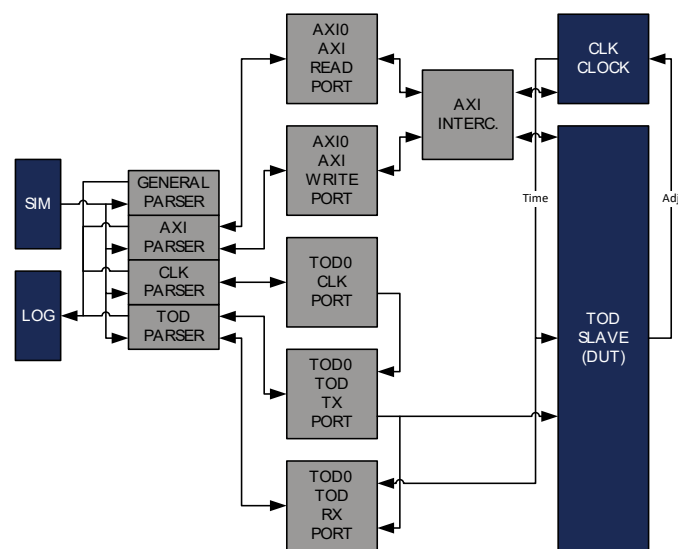 AXI0
AXI
READ
PORT
CLK
CLOCK
AXI
INTERC.
AXI0
AXI
WRITE
PORT
SIM
GENERAL
PARSER
AXI
PARSER
CLK
PARSER
TOD
PARSER
LOG
Time
Adj
TOD0
CLK
PORT
TOD
SLAVE
(DUT)
TOD0
TOD
TX
PORT
TOD0
TOD
RX
PORT